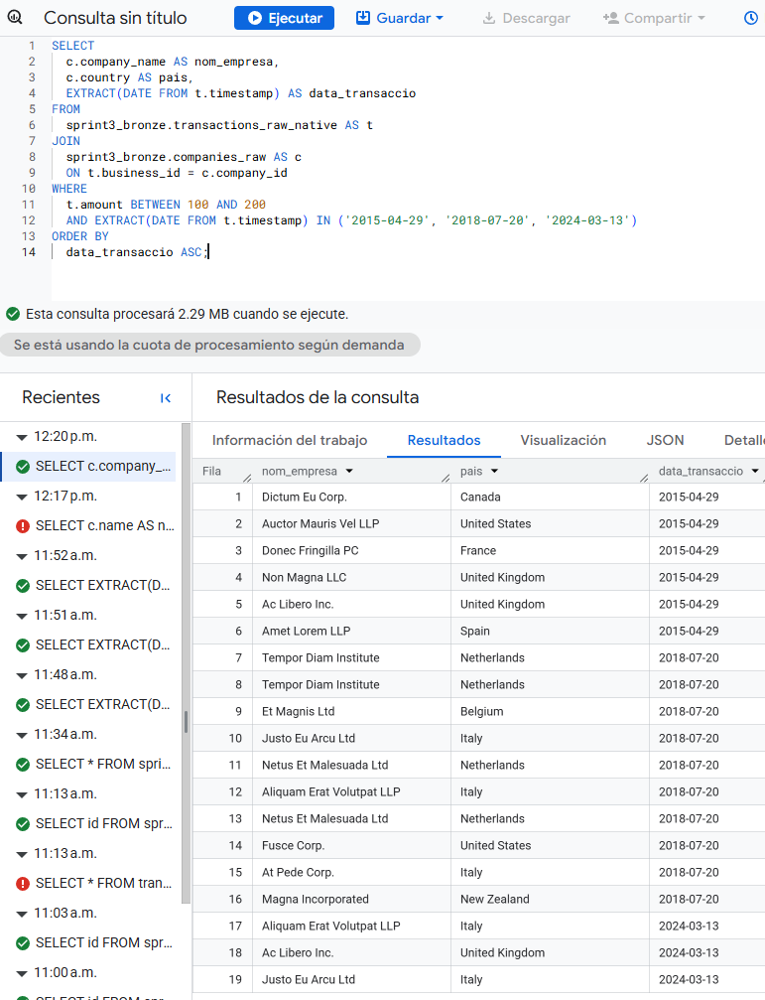 Consulta sin título
Ejecutar
Guardar
Descargar
Compartir
1 SELECT
2 c.company_name AS nom_empresa,
3 c.country AS pais,
4 EXTRACT(DATE FROM t.timestamp) AS data_transaccio
5 FROM
6 sprint3_bronze.transactions_raw_native AS t
7 JOIN
8 sprint3_bronze.companies_raw AS c
9 ON t.business_id = c.company_id
10 WHERE
11 t.amount BETWEEN 100 AND 200
12 AND EXTRACT(DATE FROM t.timestamp) IN ('2015-04-29', '2018-07-20', '2024-03-13')
13 ORDER BY
14 data_transaccio ASC;
Esta consulta procesará 2.29 MB cuando se ejecute.
Se está usando la cuota de procesamiento según demanda
Recientes
12:20 p.m.
SELECT c.company_...
12:17 p.m.
SELECT c.name AS n...
11:52 a.m.
SELECT EXTRACT(D...
11:51 a.m.
SELECT EXTRACT(D...
11:48 a.m.
SELECT EXTRACT(D...
11:34 a.m.
SELECT * FROM spri...
11:13 a.m.
SELECT id FROM spr...
11:13 a.m.
SELECT * FROM tran...
11:03 a.m.
SELECT id FROM spr...
11:00 a.m.
SELECT id FROM spr...
Resultados de la consulta
Información del trabajo Resultados Visualización JSON Detalle
Fila nom_empresa pais data_transaccio
1 Dictum Eu Corp. Canada 2015-04-29
2 Auctor Mauris Vel LLP United States 2015-04-29
3 Donec Fringilla PC France 2015-04-29
4 Non Magna LLC United Kingdom 2015-04-29
5 Ac Libero Inc. United Kingdom 2015-04-29
6 Amet Lorem LLP Spain 2015-04-29
7 Tempor Diam Institute Netherlands 2018-07-20
8 Tempor Diam Institute Netherlands 2018-07-20
9 Et Magnis Ltd Belgium 2018-07-20
10 Justo Eu Arcu Ltd Italy 2018-07-20
11 Netus Et Malesuada Ltd Netherlands 2018-07-20
12 Aliquam Erat Volutpat LLP Italy 2018-07-20
13 Netus Et Malesuada Ltd Netherlands 2018-07-20
14 Fusce Corp. United States 2018-07-20
15 At Pede Corp. Italy 2018-07-20
16 Magna Incorporated New Zealand 2018-07-20
17 Aliquam Erat Volutpat LLP Italy 2024-03-13
18 Ac Libero Inc. United Kingdom 2024-03-13
19 Justo Eu Arcu Ltd Italy 2024-03-13